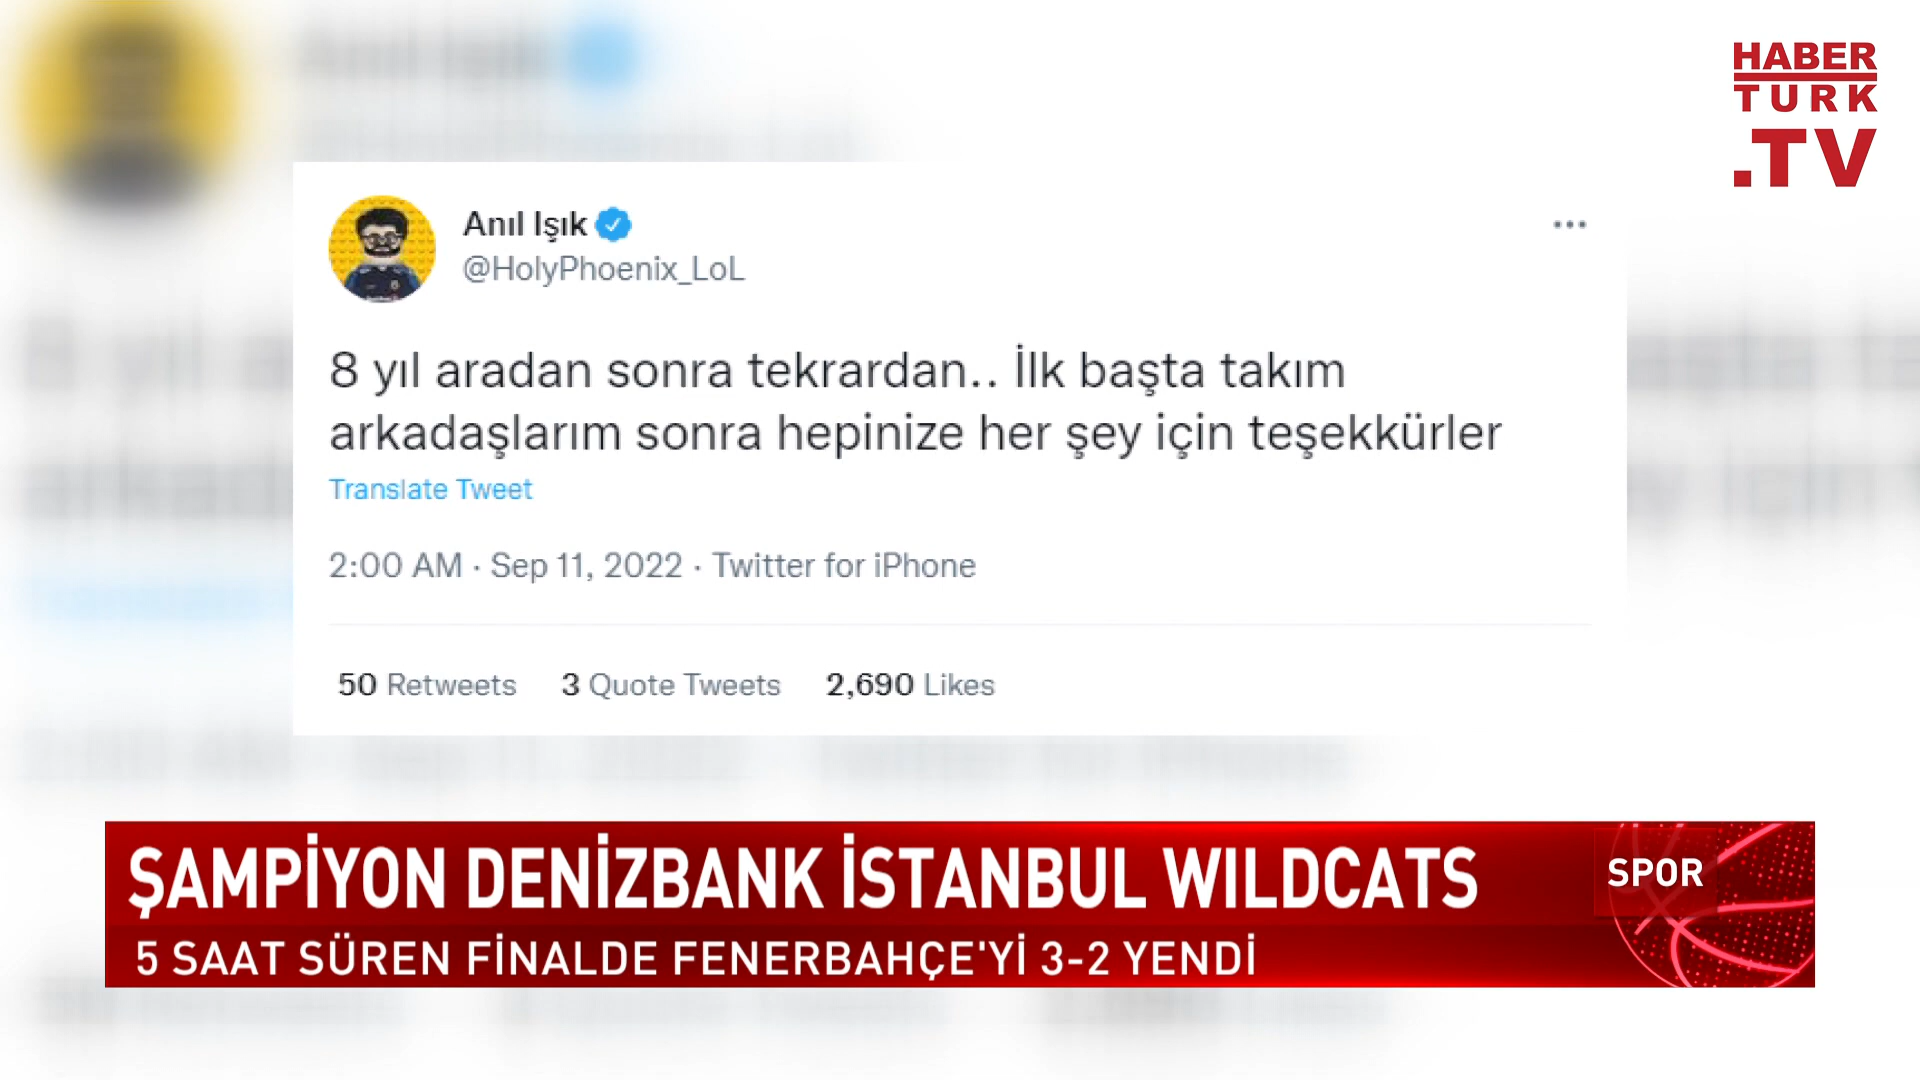 HABER
TURK
.TV
Anıl Işık
@HolyPhoenix_LoL
8 yıl aradan sonra tekrardan.. İlk başta takım
arkadaşlarım sonra hepinize her şey için teşekkürler
Translate Tweet
2:00 AM · Sep 11, 2022 · Twitter for iPhone
50 Retweets 3 Quote Tweets 2,690 Likes
ŞAMPİYON DENİZBANK İSTANBUL WILDCATS
SPOR
5 SAAT SÜREN FİNALDE FENERBAHÇE'Yİ 3-2 YENDİ